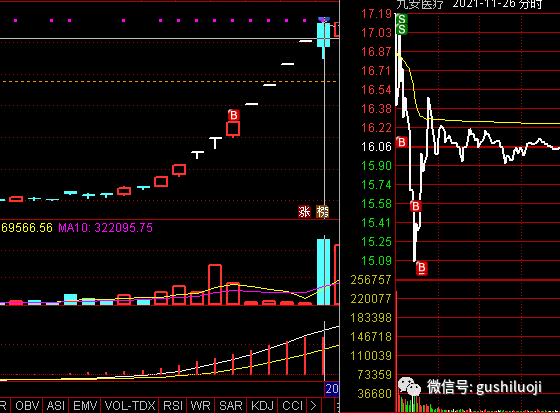 九安医疗 2021-11-26 分时
17.19
17.03
16.87
16.71
16.54
16.38
16.22
16.06
15.90
15.74
15.58
15.41
15.25
15.09
256757
220077
183398
146718
110039
73359
36680
S
S
B
B
B
B
涨
69566.56 MA10: 322095.75
20
R OBV ASI EMV VOL-TDX RSI WR SAR KDJ CCI >
微信号: gushiluoji